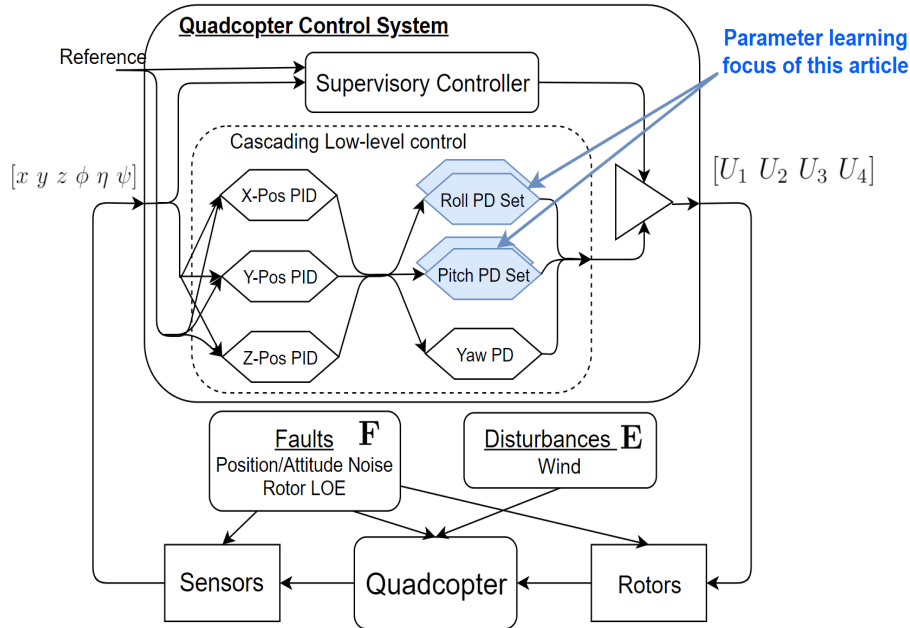 Quadcopter Control System
Parameter learning
focus of this article
Reference
Supervisory Controller
Cascading Low-level control
[x y z ϕ η ψ]
[U₁ U₂ U₃ U₄]
X-Pos PID
Roll PD Set
Y-Pos PID
Pitch PD Set
Z-Pos PID
Yaw PD
Faults F
Position/Attitude Noise
Rotor LOE
Disturbances E
Wind
Sensors
Quadcopter
Rotors